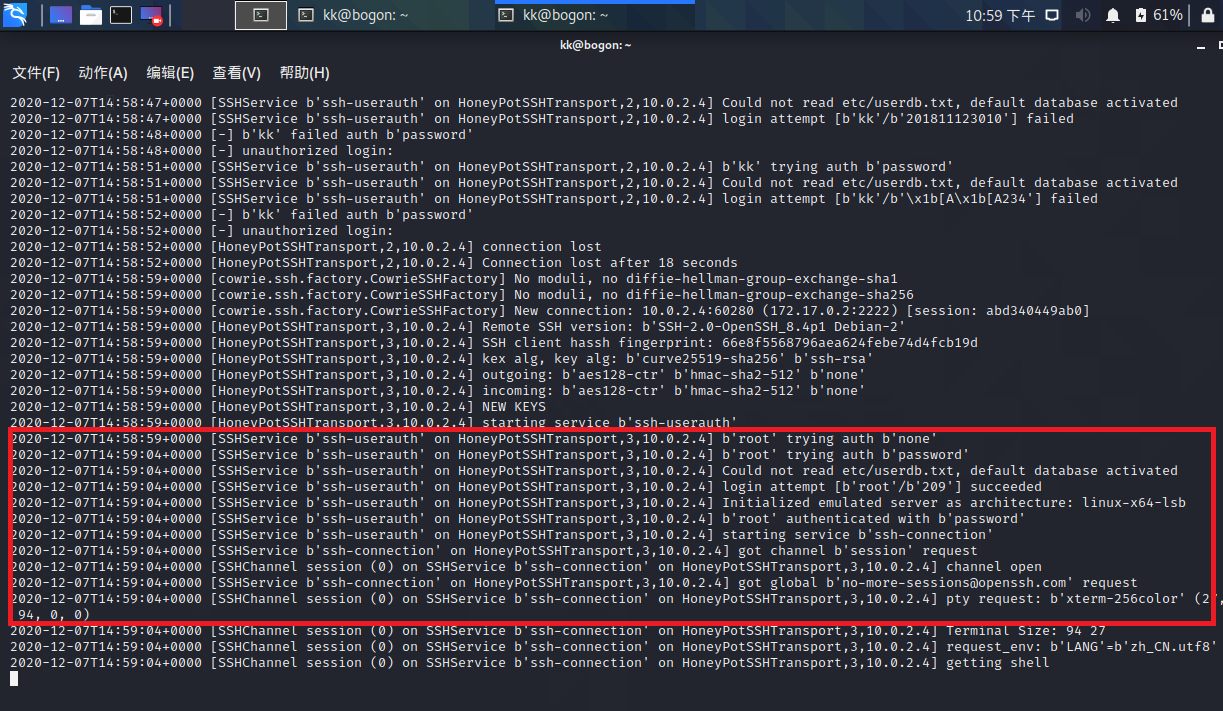 kk@bogon: ~
kk@bogon: ~
10:59 下午
61%
kk@bogon: ~
文件(F) 动作(A) 编辑(E) 查看(V) 帮助(H)
2020-12-07T14:58:47+0000 [SSHService b'ssh-userauth' on HoneyPotSSHTransport,2,10.0.2.4] Could not read etc/userdb.txt, default database activated
2020-12-07T14:58:47+0000 [SSHService b'ssh-userauth' on HoneyPotSSHTransport,2,10.0.2.4] login attempt [b'kk'/b'201811123010'] failed
2020-12-07T14:58:48+0000 [-] b'kk' failed auth b'password'
2020-12-07T14:58:48+0000 [-] unauthorized login:
2020-12-07T14:58:51+0000 [SSHService b'ssh-userauth' on HoneyPotSSHTransport,2,10.0.2.4] b'kk' trying auth b'password'
2020-12-07T14:58:51+0000 [SSHService b'ssh-userauth' on HoneyPotSSHTransport,2,10.0.2.4] Could not read etc/userdb.txt, default database activated
2020-12-07T14:58:51+0000 [SSHService b'ssh-userauth' on HoneyPotSSHTransport,2,10.0.2.4] login attempt [b'kk'/b'\x1b[A\x1b[A234'] failed
2020-12-07T14:58:52+0000 [-] b'kk' failed auth b'password'
2020-12-07T14:58:52+0000 [-] unauthorized login:
2020-12-07T14:58:52+0000 [HoneyPotSSHTransport,2,10.0.2.4] connection lost
2020-12-07T14:58:52+0000 [HoneyPotSSHTransport,2,10.0.2.4] Connection lost after 18 seconds
2020-12-07T14:58:59+0000 [cowrie.ssh.factory.CowrieSSHFactory] No moduli, no diffie-hellman-group-exchange-sha1
2020-12-07T14:58:59+0000 [cowrie.ssh.factory.CowrieSSHFactory] No moduli, no diffie-hellman-group-exchange-sha256
2020-12-07T14:58:59+0000 [cowrie.ssh.factory.CowrieSSHFactory] New connection: 10.0.2.4:60280 (172.17.0.2:2222) [session: abd340449ab0]
2020-12-07T14:58:59+0000 [HoneyPotSSHTransport,3,10.0.2.4] Remote SSH version: b'SSH-2.0-OpenSSH_8.4p1 Debian-2'
2020-12-07T14:58:59+0000 [HoneyPotSSHTransport,3,10.0.2.4] SSH client hassh fingerprint: 66e8f5568796aea624febe74d4fcb19d
2020-12-07T14:58:59+0000 [HoneyPotSSHTransport,3,10.0.2.4] kex alg, key alg: b'curve25519-sha256' b'ssh-rsa'
2020-12-07T14:58:59+0000 [HoneyPotSSHTransport,3,10.0.2.4] outgoing: b'aes128-ctr' b'hmac-sha2-512' b'none'
2020-12-07T14:58:59+0000 [HoneyPotSSHTransport,3,10.0.2.4] incoming: b'aes128-ctr' b'hmac-sha2-512' b'none'
2020-12-07T14:58:59+0000 [HoneyPotSSHTransport,3,10.0.2.4] NEW KEYS
2020-12-07T14:58:59+0000 [HoneyPotSSHTransport,3,10.0.2.4] starting service b'ssh-userauth'
2020-12-07T14:58:59+0000 [SSHService b'ssh-userauth' on HoneyPotSSHTransport,3,10.0.2.4] b'root' trying auth b'none'
2020-12-07T14:59:04+0000 [SSHService b'ssh-userauth' on HoneyPotSSHTransport,3,10.0.2.4] b'root' trying auth b'password'
2020-12-07T14:59:04+0000 [SSHService b'ssh-userauth' on HoneyPotSSHTransport,3,10.0.2.4] Could not read etc/userdb.txt, default database activated
2020-12-07T14:59:04+0000 [SSHService b'ssh-userauth' on HoneyPotSSHTransport,3,10.0.2.4] login attempt [b'root'/b'209'] succeeded
2020-12-07T14:59:04+0000 [SSHService b'ssh-userauth' on HoneyPotSSHTransport,3,10.0.2.4] Initialized emulated server as architecture: linux-x64-lsb
2020-12-07T14:59:04+0000 [SSHService b'ssh-userauth' on HoneyPotSSHTransport,3,10.0.2.4] b'root' authenticated with b'password'
2020-12-07T14:59:04+0000 [SSHService b'ssh-userauth' on HoneyPotSSHTransport,3,10.0.2.4] starting service b'ssh-connection'
2020-12-07T14:59:04+0000 [SSHService b'ssh-connection' on HoneyPotSSHTransport,3,10.0.2.4] got channel b'session' request
2020-12-07T14:59:04+0000 [SSHChannel session (0) on SSHService b'ssh-connection' on HoneyPotSSHTransport,3,10.0.2.4] channel open
2020-12-07T14:59:04+0000 [SSHService b'ssh-connection' on HoneyPotSSHTransport,3,10.0.2.4] got global b'no-more-sessions@openssh.com' request
2020-12-07T14:59:04+0000 [SSHChannel session (0) on SSHService b'ssh-connection' on HoneyPotSSHTransport,3,10.0.2.4] pty request: b'xterm-256color' (27,
94, 0, 0)
2020-12-07T14:59:04+0000 [SSHChannel session (0) on SSHService b'ssh-connection' on HoneyPotSSHTransport,3,10.0.2.4] Terminal Size: 94 27
2020-12-07T14:59:04+0000 [SSHChannel session (0) on SSHService b'ssh-connection' on HoneyPotSSHTransport,3,10.0.2.4] request_env: b'LANG'=b'zh_CN.utf8'
2020-12-07T14:59:04+0000 [SSHChannel session (0) on SSHService b'ssh-connection' on HoneyPotSSHTransport,3,10.0.2.4] getting shell